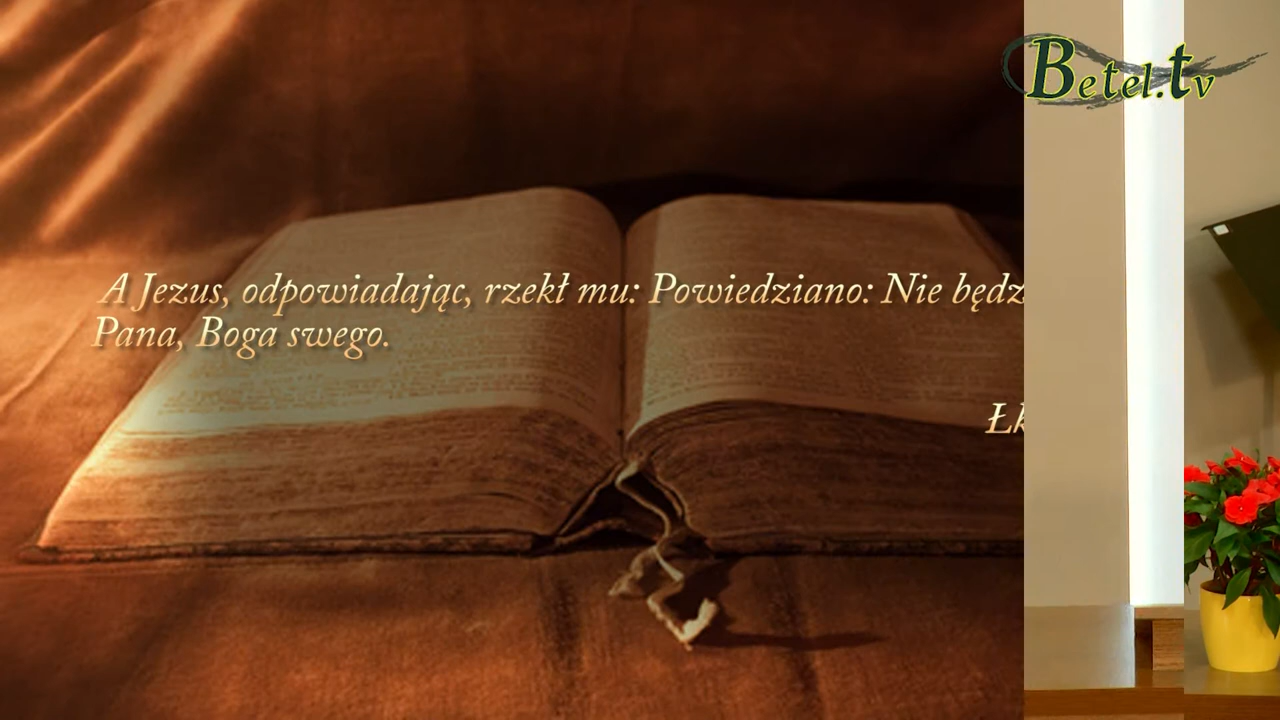 Betel.tv
A Jezus, odpowiadając, rzekł mu: Powiedziano: Nie będz
Pana, Boga swego.
Łk